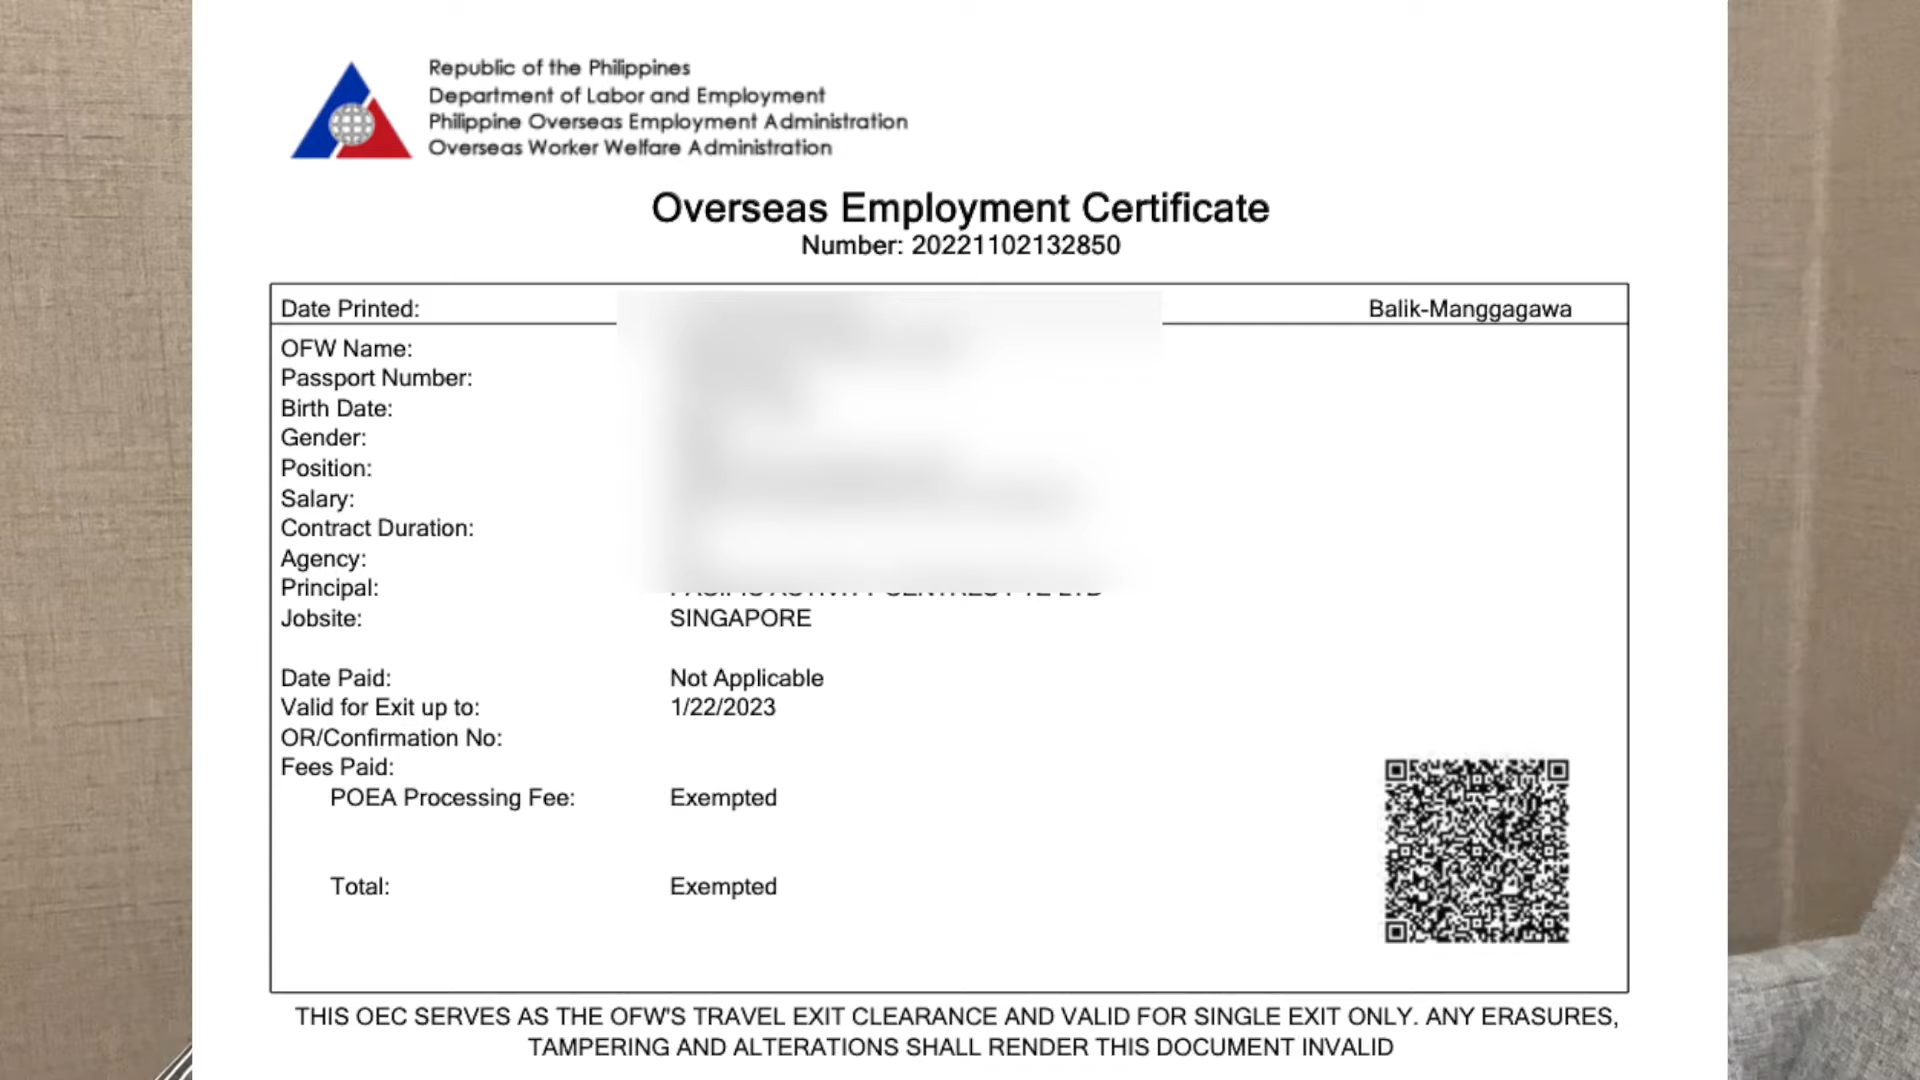 Republic of the Philippines
Department of Labor and Employment
Philippine Overseas Employment Administration
Overseas Worker Welfare Administration
Overseas Employment Certificate
Number: 20221102132850
Date Printed: Balik-Manggagawa
OFW Name:
Passport Number:
Birth Date:
Gender:
Position:
Salary:
Contract Duration:
Agency:
Principal:
Jobsite: SINGAPORE
Date Paid: Not Applicable
Valid for Exit up to: 1/22/2023
OR/Confirmation No:
Fees Paid:
POEA Processing Fee: Exempted
Total: Exempted
THIS OEC SERVES AS THE OFW'S TRAVEL EXIT CLEARANCE AND VALID FOR SINGLE EXIT ONLY. ANY ERASURES,
TAMPERING AND ALTERATIONS SHALL RENDER THIS DOCUMENT INVALID